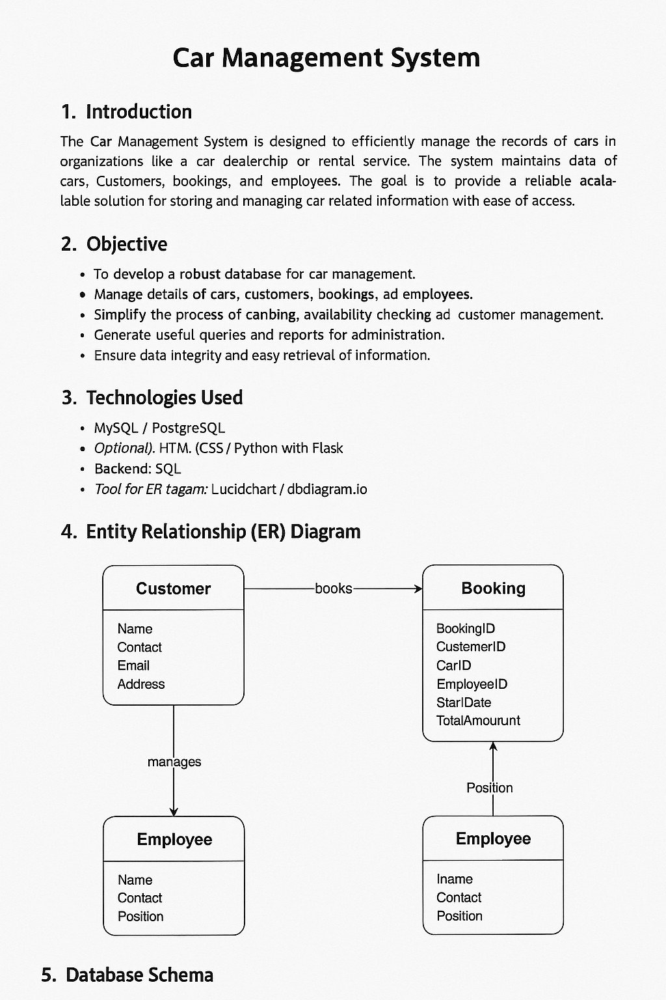 Car Management System
1. Introduction
The Car Management System is designed to efficiently manage the records of cars in
organizations like a car dealerchip or rental service. The system maintains data of
cars, Customers, bookings, and employees. The goal is to provide a reliable acala-
lable solution for storing and managing car related information with ease of access.
2. Objective
• To develop a robust database for car management.
• Manage details of cars, customers, bookings, ad employees.
• Simplify the process of canbing, availability checking ad customer management.
• Generate useful queries and reports for administration.
• Ensure data integrity and easy retrieval of information.
3. Technologies Used
• MySQL / PostgreSQL
• Optional). HTM. (CSS / Python with Flask
• Backend: SQL
• Tool for ER tagam: Lucidchart / dbdiagram.io
4. Entity Relationship (ER) Diagram
Customer
Name
Contact
Email
Address
books
Booking
BookingID
CustemerID
CarID
EmployeeID
StarlDate
TotalAmourunt
manages
Position
Employee
Name
Contact
Position
Employee
Iname
Contact
Position
5. Database Schema